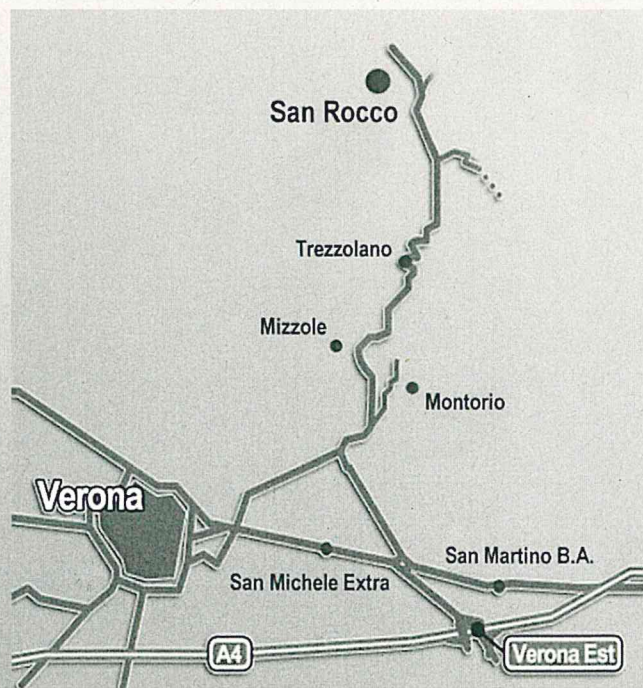 San Rocco
Trezzolano
Mizzole
Montorio
Verona
San Martino B.A.
San Michele Extra
A4
Verona Est